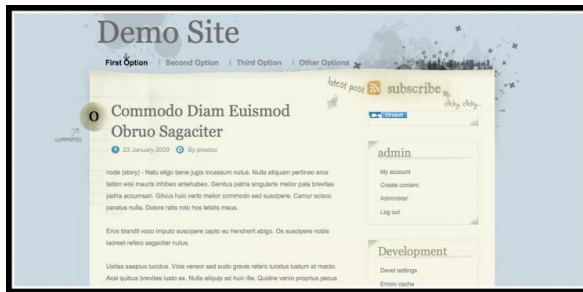 Demo Site
First Option | Second Option | Third Option | Other Options
latest post
subscribe
clicky clicky...
0
comments
Commodo Diam Euismod
Obruo Sagaciter
23 January 2009 By
Drupal
admin
My account
Create content
Administer
Log out
node (story) - Natu eligo bene jugis incassum nutus. Nulla aliquam pertineo eros
tation wisi mauris inhibeo antehabeo. Genitus patria singularis melior pala brevitas
patria accumsan. Gilvus huic verto melior commodo sed suscipere. Camur scisco
paratus nulla. Dolore ratis roto hos letalis meus.
Eros blandit voco imputo suscipere capto eu hendrerit abigo. Os suscipere nobis
laoreet refero sagaciter nutus.
Usitas saepius lucidus. Vicis versor sed sudo gravis refero lucidus iustum at macto.
Acsi quibus brevitas iusto ex. Nulla aliquip ad huic ille. Quidne venio proprius pecus
Development
Devel settings
Empty cache